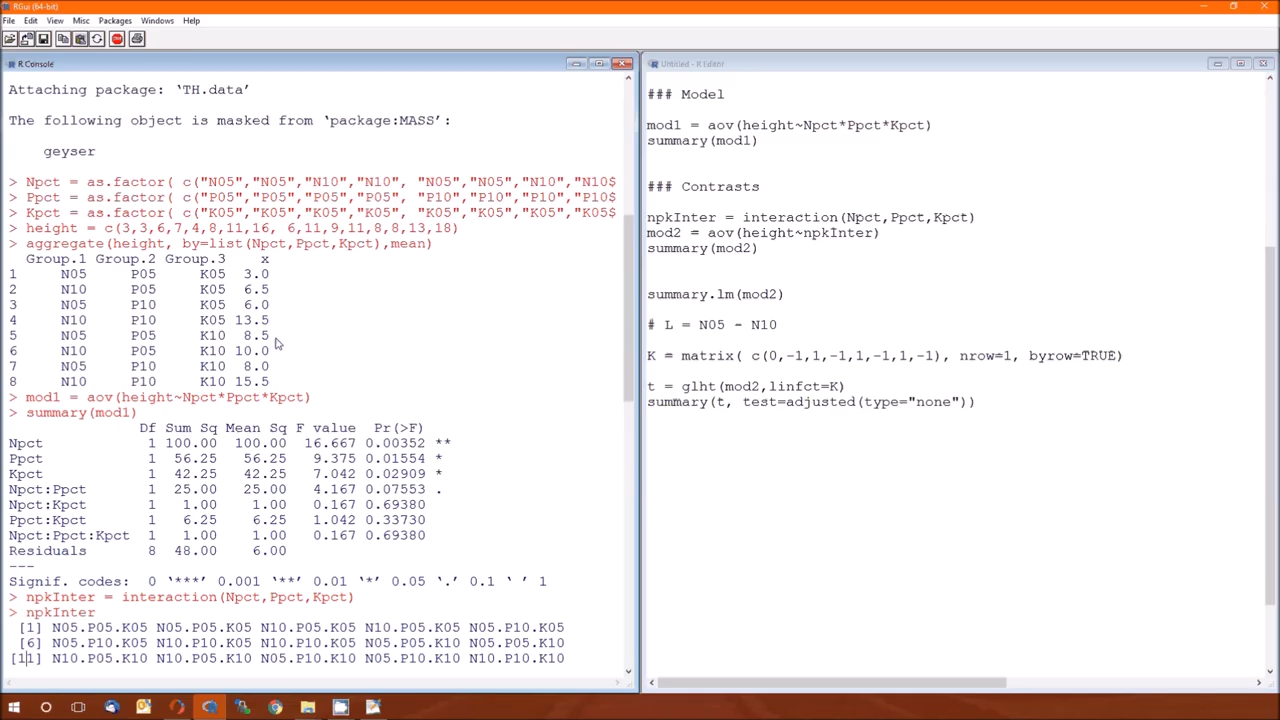 RGui (64-bit)
File Edit View Misc Packages Windows Help
R Console
Attaching package: ‘TH.data’
The following object is masked from ‘package:MASS’:
geyser
> Npct = as.factor( c("N05","N05","N10","N10", "N05","N05","N10","N10$
> Ppct = as.factor( c("P05","P05","P05","P05", "P10","P10","P10","P10$
> Kpct = as.factor( c("K05","K05","K05","K05", "K05","K05","K05","K05$
> height = c(3,3,6,7,4,8,11,16, 6,11,9,11,8,8,13,18)
> aggregate(height, by=list(Npct,Ppct,Kpct),mean)
Group.1 Group.2 Group.3 x
1 N05 P05 K05 3.0
2 N10 P05 K05 6.5
3 N05 P10 K05 6.0
4 N10 P10 K05 13.5
5 N05 P05 K10 8.5
6 N10 P05 K10 10.0
7 N05 P10 K10 8.0
8 N10 P10 K10 15.5
> mod1 = aov(height~Npct*Ppct*Kpct)
> summary(mod1)
Df Sum Sq Mean Sq F value Pr(>F)
Npct 1 100.00 100.00 16.667 0.00352 **
Ppct 1 56.25 56.25 9.375 0.01554 *
Kpct 1 42.25 42.25 7.042 0.02909 *
Npct:Ppct 1 25.00 25.00 4.167 0.07553 .
Npct:Kpct 1 1.00 1.00 0.167 0.69380
Ppct:Kpct 1 6.25 6.25 1.042 0.33730
Npct:Ppct:Kpct 1 1.00 1.00 0.167 0.69380
Residuals 8 48.00 6.00
---
Signif. codes: 0 ‘***’ 0.001 ‘**’ 0.01 ‘*’ 0.05 ‘.’ 0.1 ‘ ’ 1
> npkInter = interaction(Npct,Ppct,Kpct)
> npkInter
[1] N05.P05.K05 N05.P05.K05 N10.P05.K05 N10.P05.K05 N05.P10.K05
[6] N05.P10.K05 N10.P10.K05 N10.P10.K05 N05.P05.K10 N05.P05.K10
[11] N10.P05.K10 N10.P05.K10 N05.P10.K10 N05.P10.K10 N10.P10.K10
Untitled - R Editor
### Model
mod1 = aov(height~Npct*Ppct*Kpct)
summary(mod1)
### Contrasts
npkInter = interaction(Npct,Ppct,Kpct)
mod2 = aov(height~npkInter)
summary(mod2)
summary.lm(mod2)
# L = N05 - N10
K = matrix( c(0,-1,1,-1,1,-1,1,-1), nrow=1, byrow=TRUE)
t = glht(mod2,linfct=K)
summary(t, test=adjusted(type="none"))